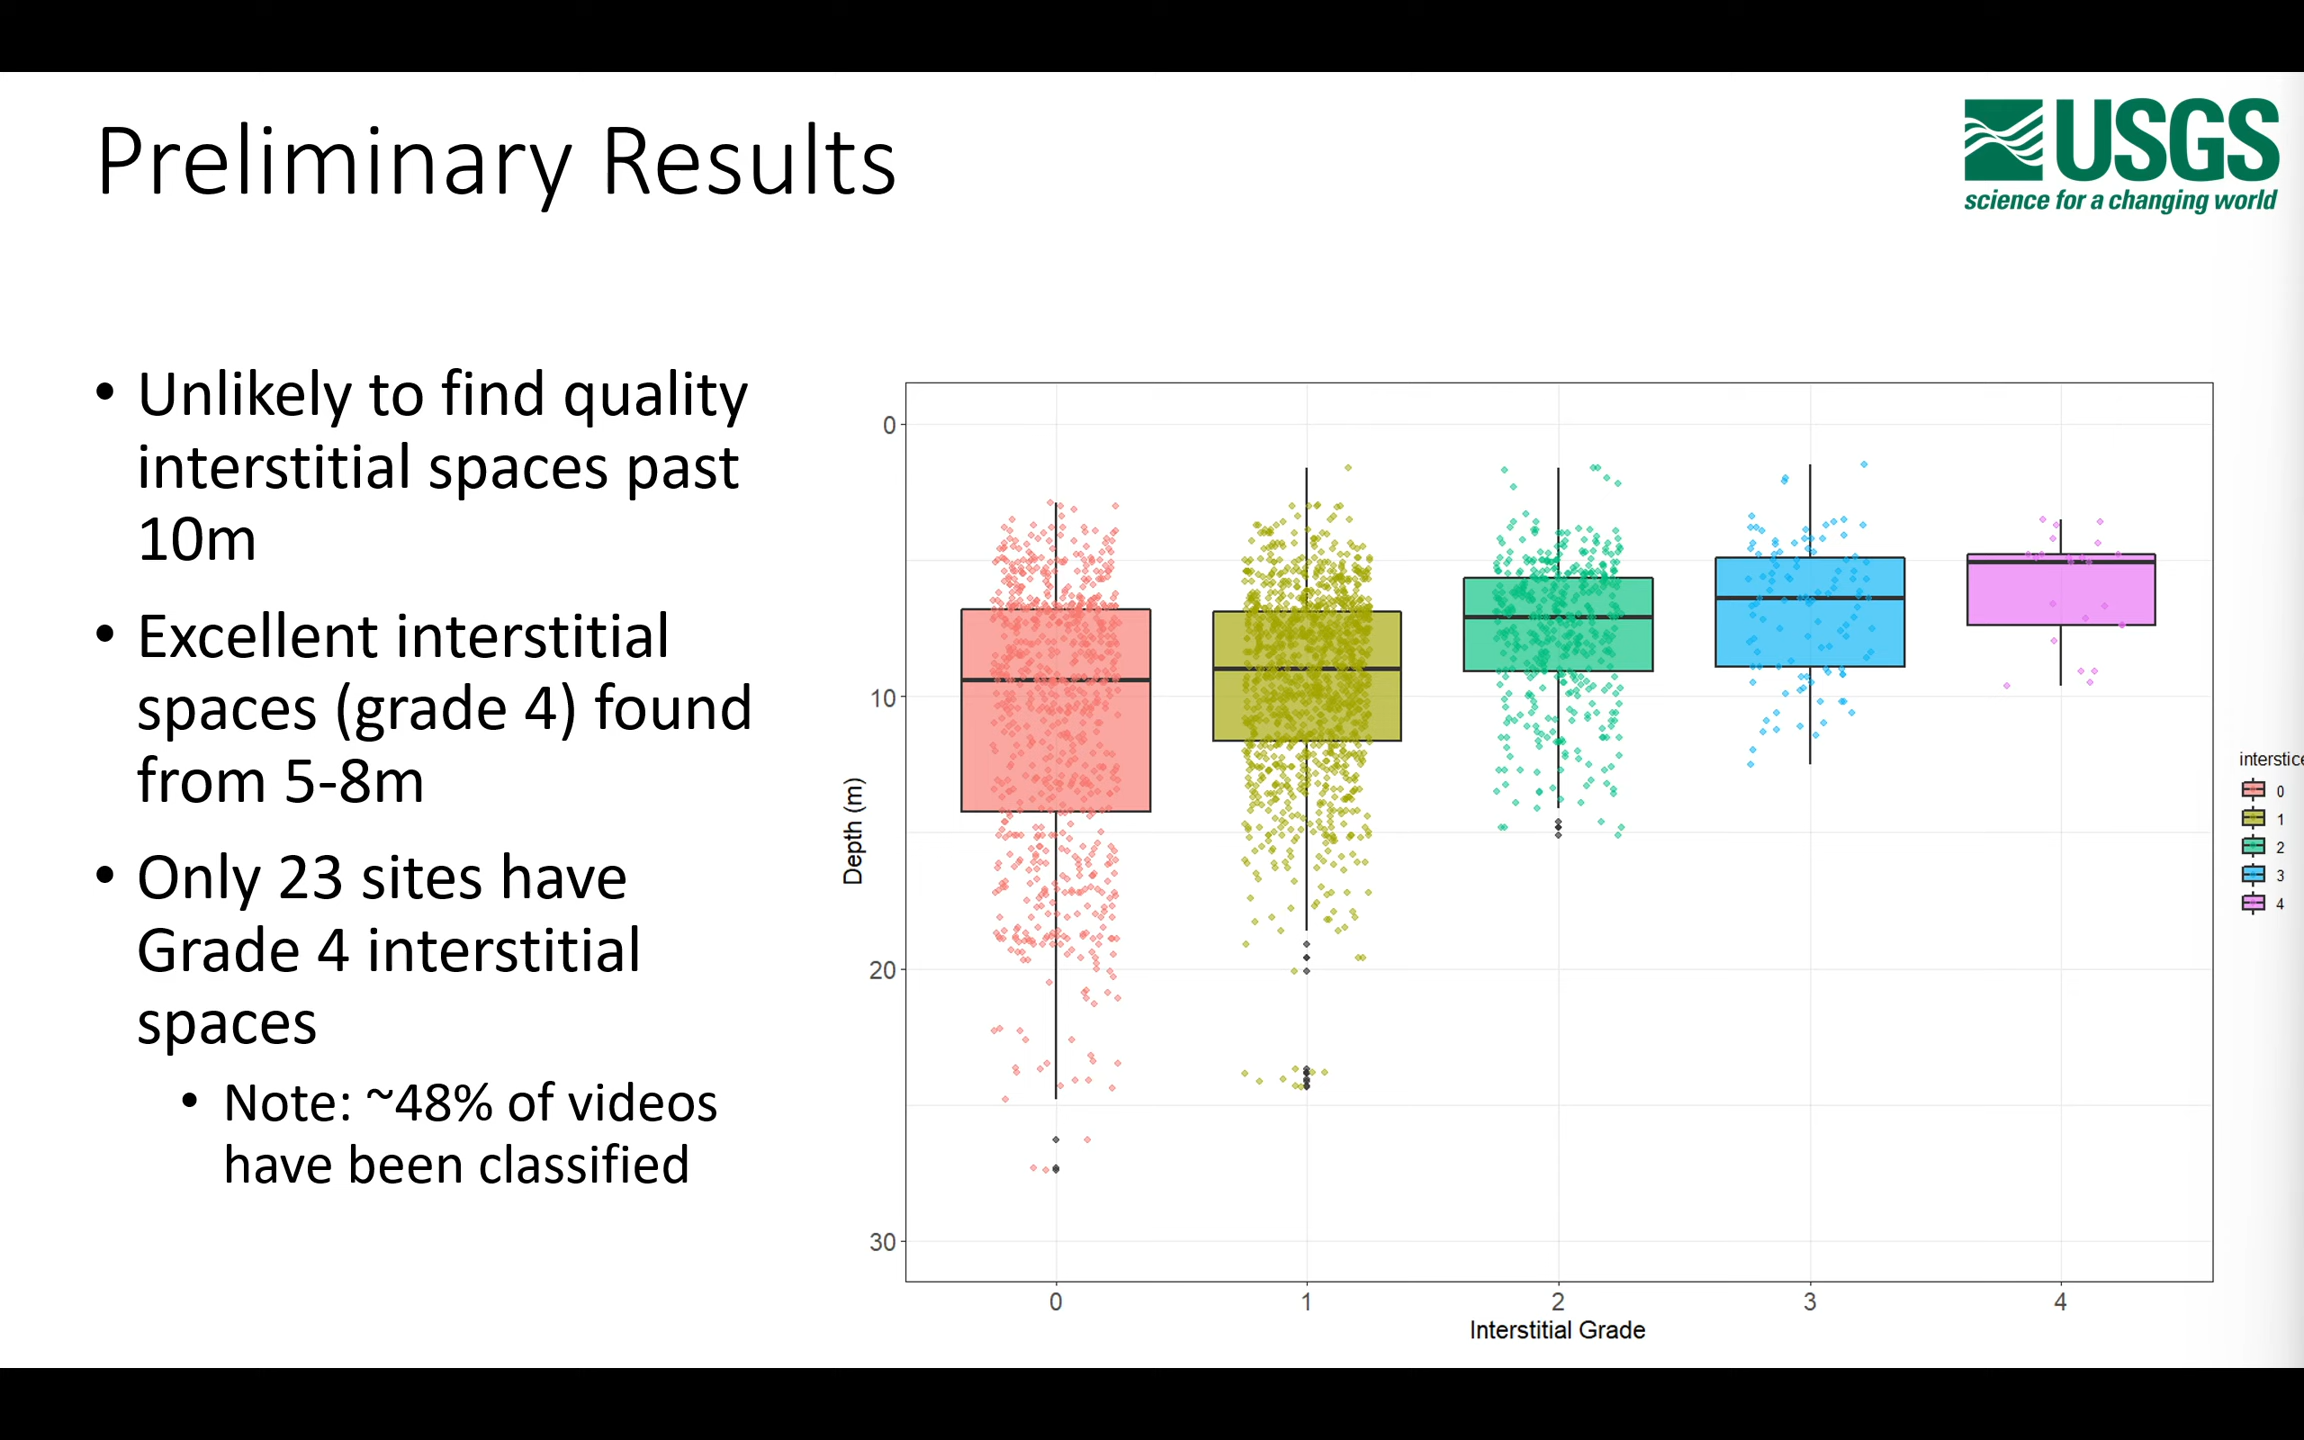 Preliminary Results
USGS
science for a changing world
• Unlikely to find quality
interstitial spaces past
10m
• Excellent interstitial
spaces (grade 4) found
from 5-8m
• Only 23 sites have
Grade 4 interstitial
spaces
• Note: ~48% of videos
have been classified
0
10
20
30
Depth (m)
0 1 2 3 4
Interstitial Grade
interstice
0
1
2
3
4